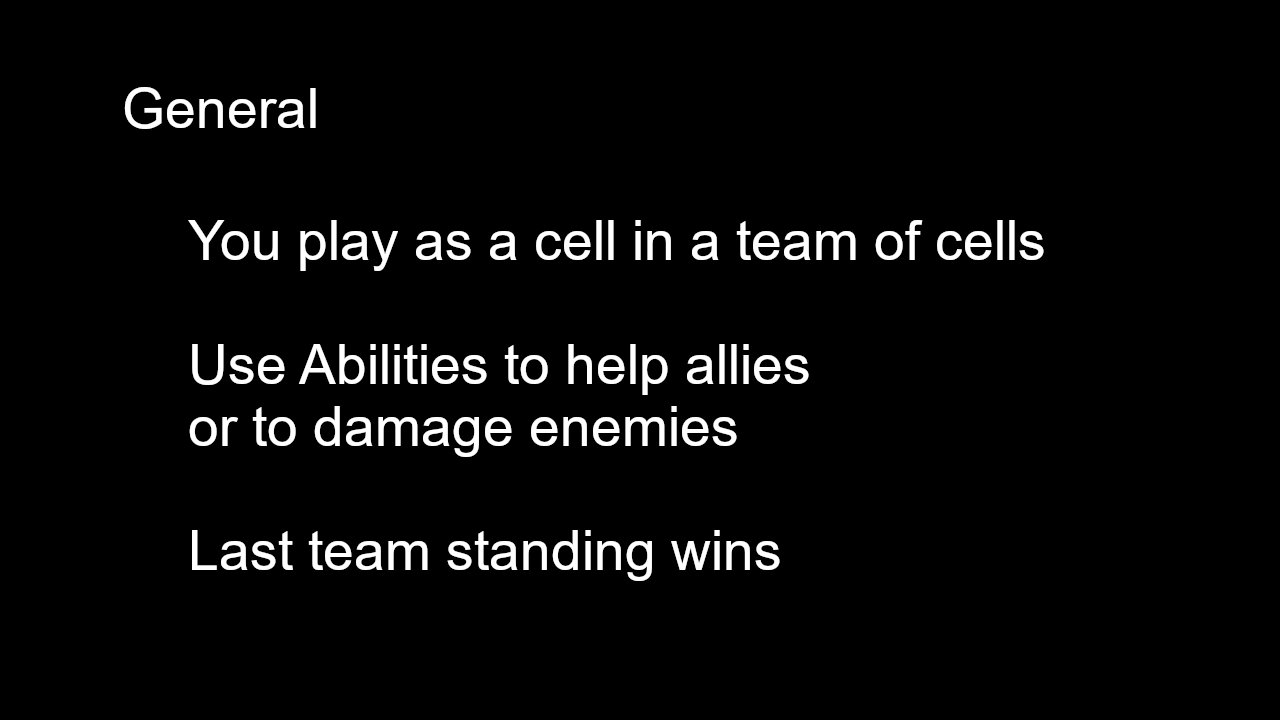 General
You play as a cell in a team of cells
Use Abilities to help allies
or to damage enemies
Last team standing wins